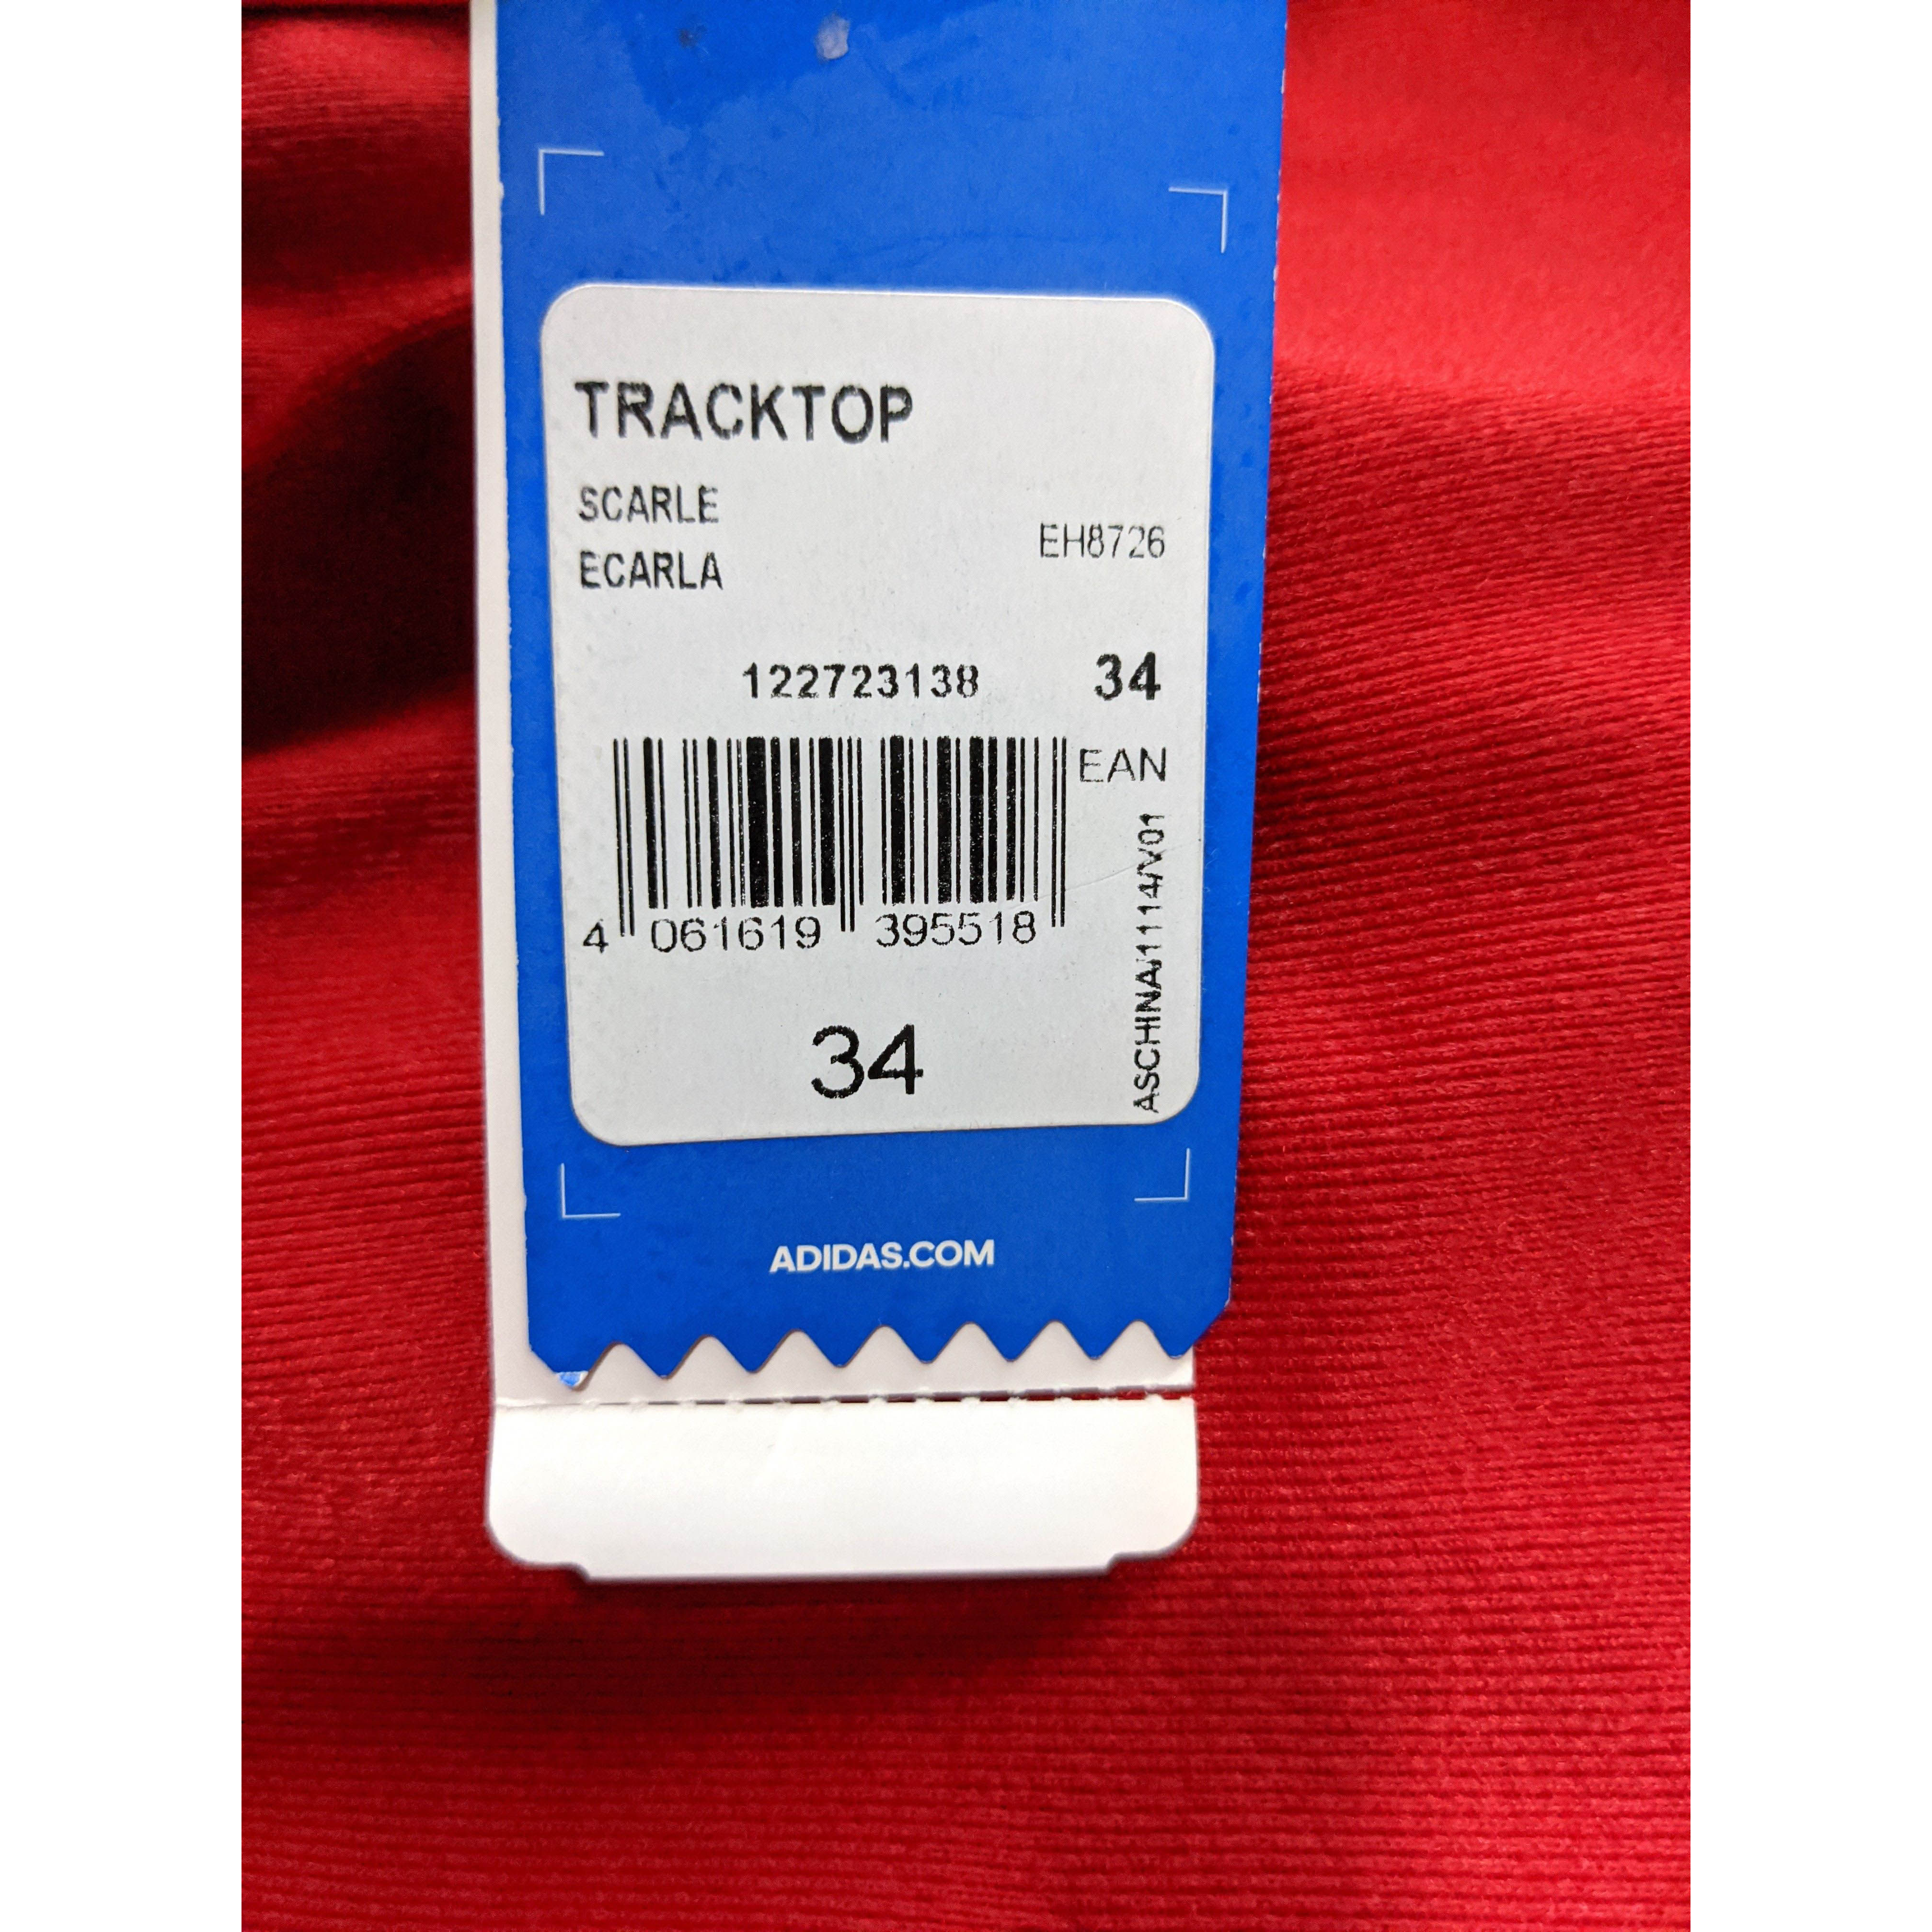 TRACKTOP
SCARLE
EH8726
ECARLA
122723138 34
EAN
4 061619 395518
ASCHINA/1114/V01
34
ADIDAS.COM